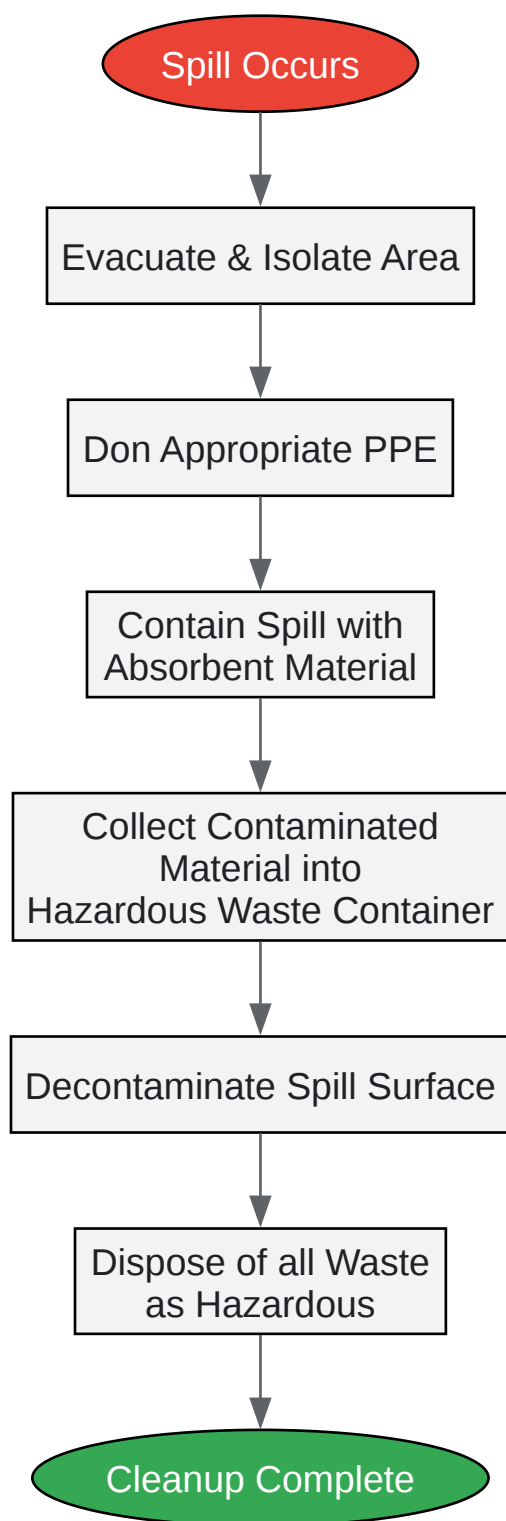 Spill Occurs
Evacuate & Isolate Area
Don Appropriate PPE
Contain Spill with
Absorbent Material
Collect Contaminated
Material into
Hazardous Waste Container
Decontaminate Spill Surface
Dispose of all Waste
as Hazardous
Cleanup Complete